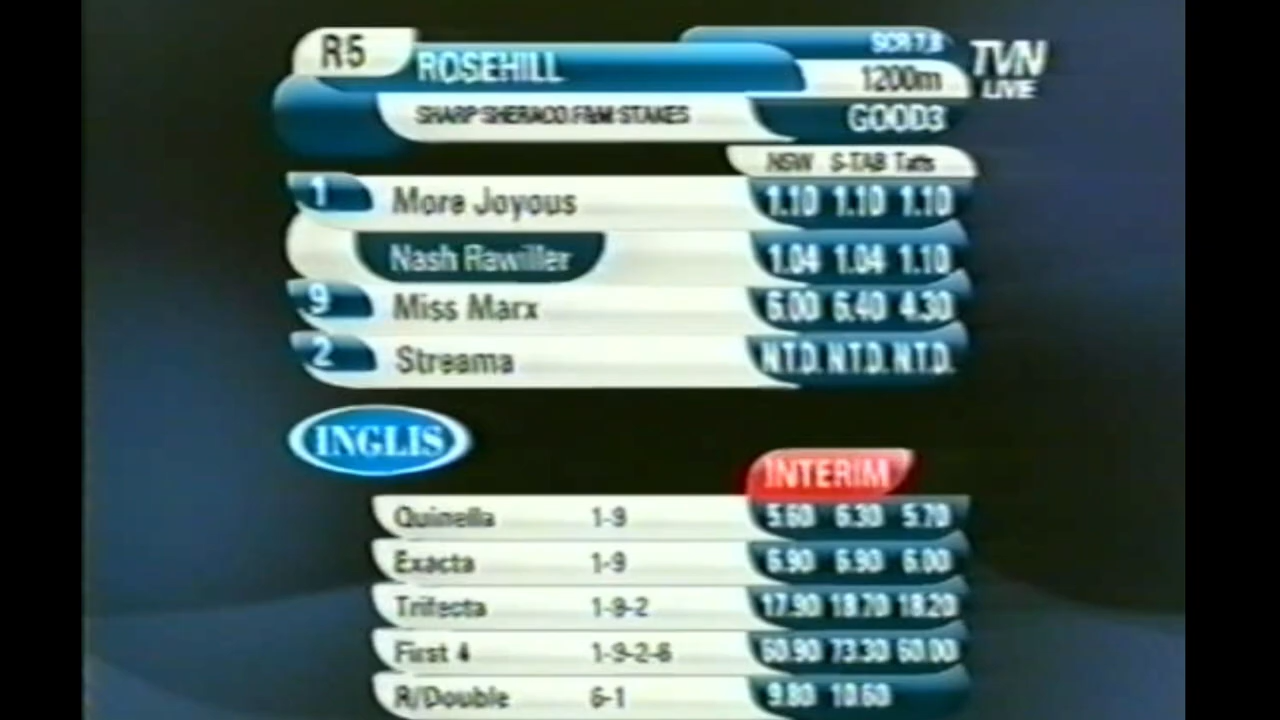 R5
ROSEHILL
SCR 7,8
TVN
LIVE
1200m
SHARP SHERACO F&M STAKES
GOOD3
NSW S-TAB Tatts
1 More Joyous 1.10 1.10 1.10
Nash Rawiller 1.04 1.04 1.10
9 Miss Marx 6.00 6.40 4.30
2 Streama N.T.D. N.T.D. N.T.D.
INGLIS
INTERIM
Quinella 1-9 5.60 6.30 5.70
Exacta 1-9 6.90 6.90 6.00
Trifecta 1-9-2 17.90 18.70 18.20
First 4 1-9-2-6 60.90 73.30 60.00
R/Double 6-1 9.80 10.60